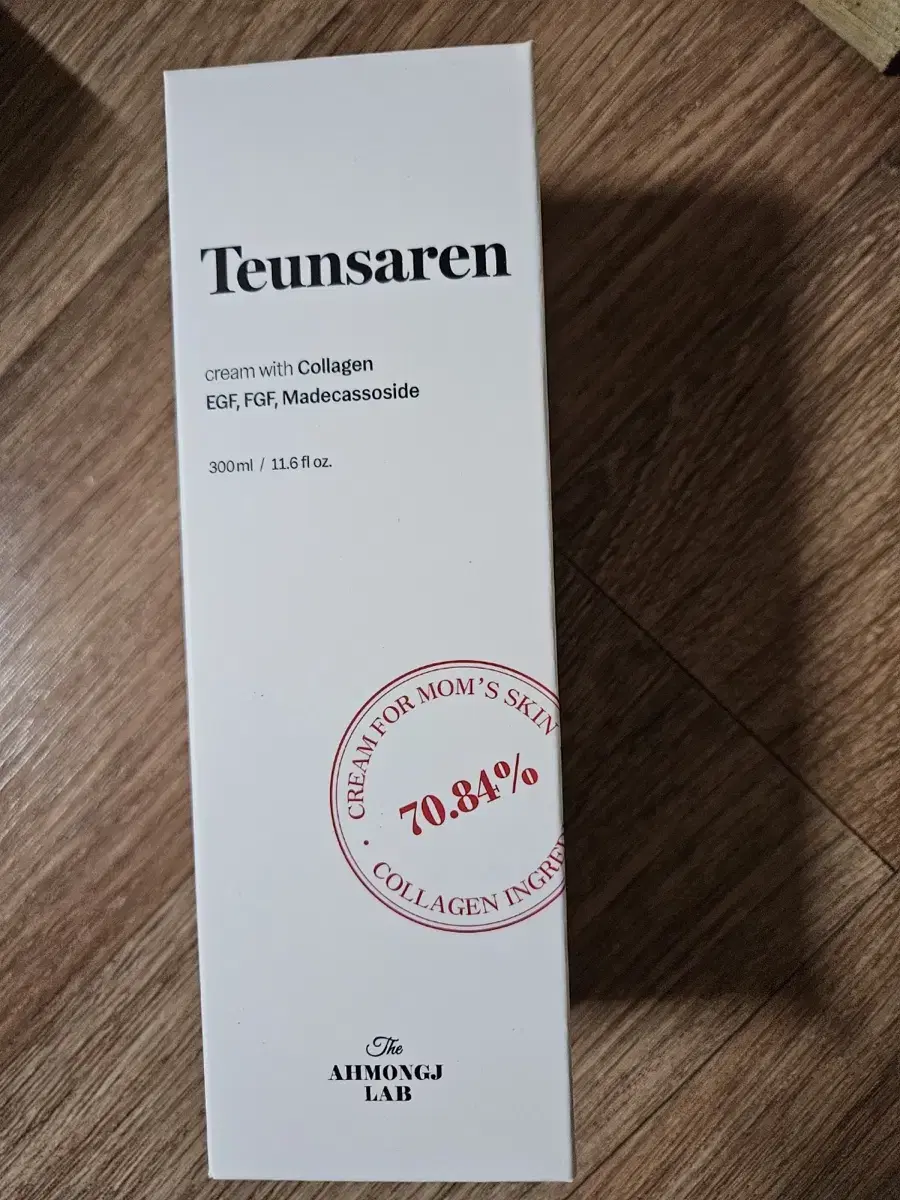 Teunsaren
cream with Collagen
EGF, FGF, Madecassoside
300ml / 11.6 fl oz.
CREAM FOR MOM'S SKIN
70.84%
· COLLAGEN INGRE
The
AHMONGJ
LAB